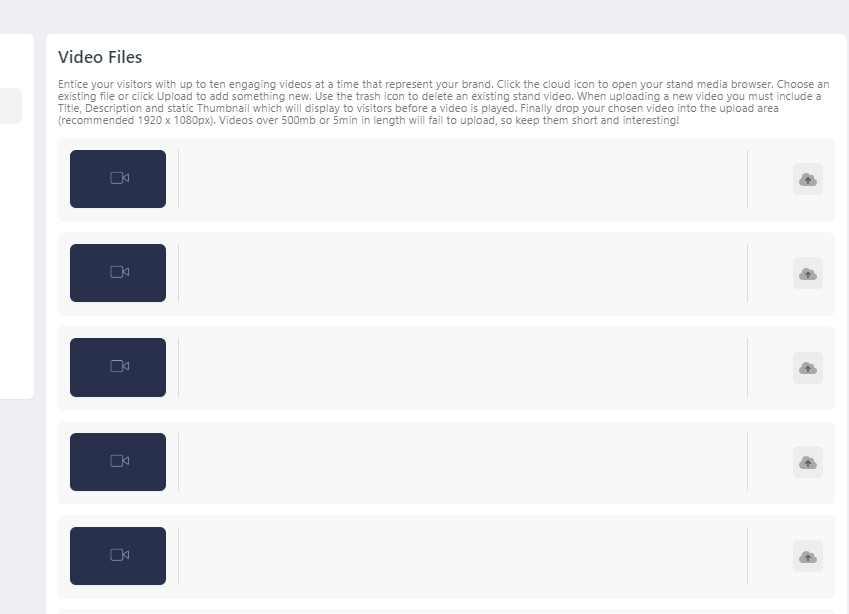 Video Files
Entice your visitors with up to ten engaging videos at a time that represent your brand. Click the cloud icon to open your stand media browser. Choose an
existing file or click Upload to add something new. Use the trash icon to delete an existing stand video. When uploading a new video you must include a
Title, Description and static Thumbnail which will display to visitors before a video is played. Finally drop your chosen video into the upload area
(recommended 1920 x 1080px). Videos over 500mb or 5min in length will fail to upload, so keep them short and interesting!